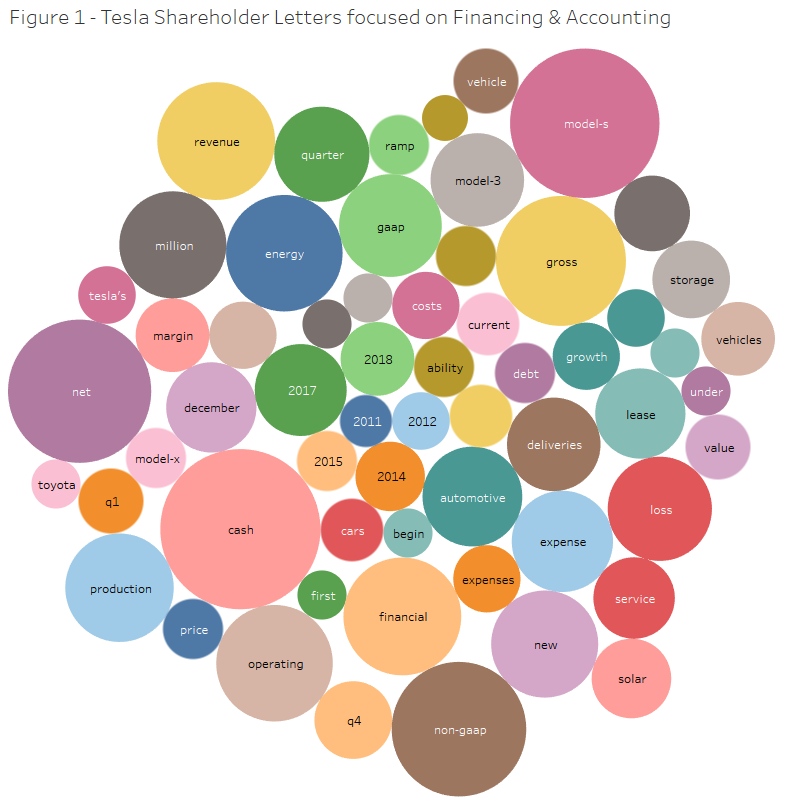 Figure 1 - Tesla Shareholder Letters focused on Financing & Accounting
vehicle
model-s
revenue
quarter
ramp
model-3
gaap
million
energy
gross
storage
tesla's
costs
current
margin
vehicles
growth
2018
ability
debt
net
2017
under
december
2011
2012
lease
deliveries
value
model-x
2015
2014
toyota
q1
automotive
loss
cash
cars
begin
expense
expenses
production
first
service
price
financial
new
operating
solar
q4
non-gaap